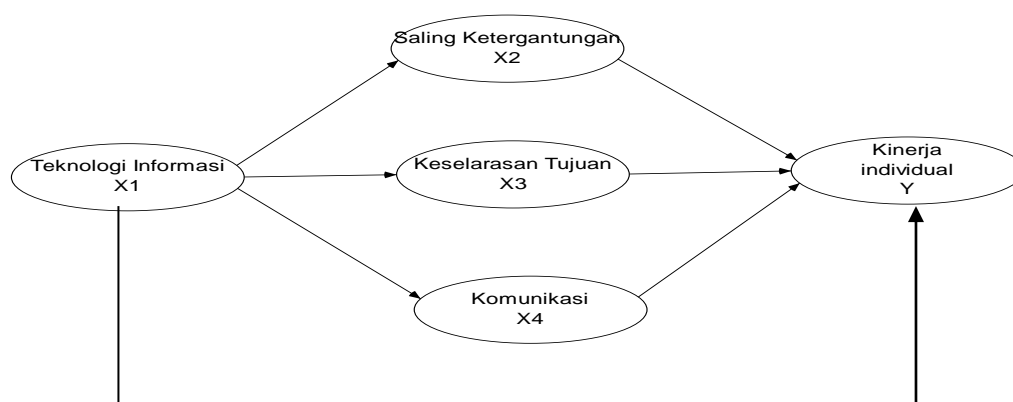 Saling Ketergantungan
X2
Teknologi Informasi
X1
Keselarasan Tujuan
X3
Kinerja
individual
Y
Komunikasi
X4